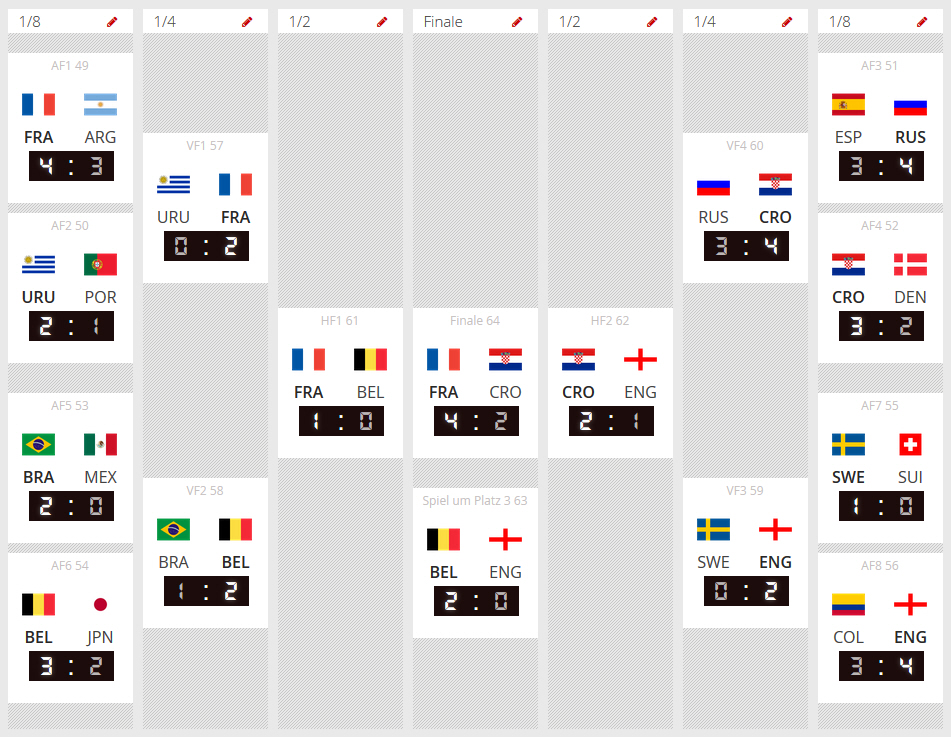 1/8
1/4
1/2
Finale
1/2
1/4
1/8
AF1 49
FRA ARG
4 : 3
AF2 50
URU POR
2 : 1
AF5 53
BRA MEX
2 : 0
AF6 54
BEL JPN
3 : 2
VF1 57
URU FRA
0 : 2
VF2 58
BRA BEL
1 : 2
HF1 61
FRA BEL
1 : 0
Finale 64
FRA CRO
4 : 2
Spiel um Platz 3 63
BEL ENG
2 : 0
HF2 62
CRO ENG
2 : 1
VF4 60
RUS CRO
3 : 4
VF3 59
SWE ENG
0 : 2
AF3 51
ESP RUS
3 : 4
AF4 52
CRO DEN
3 : 2
AF7 55
SWE SUI
1 : 0
AF8 56
COL ENG
3 : 4